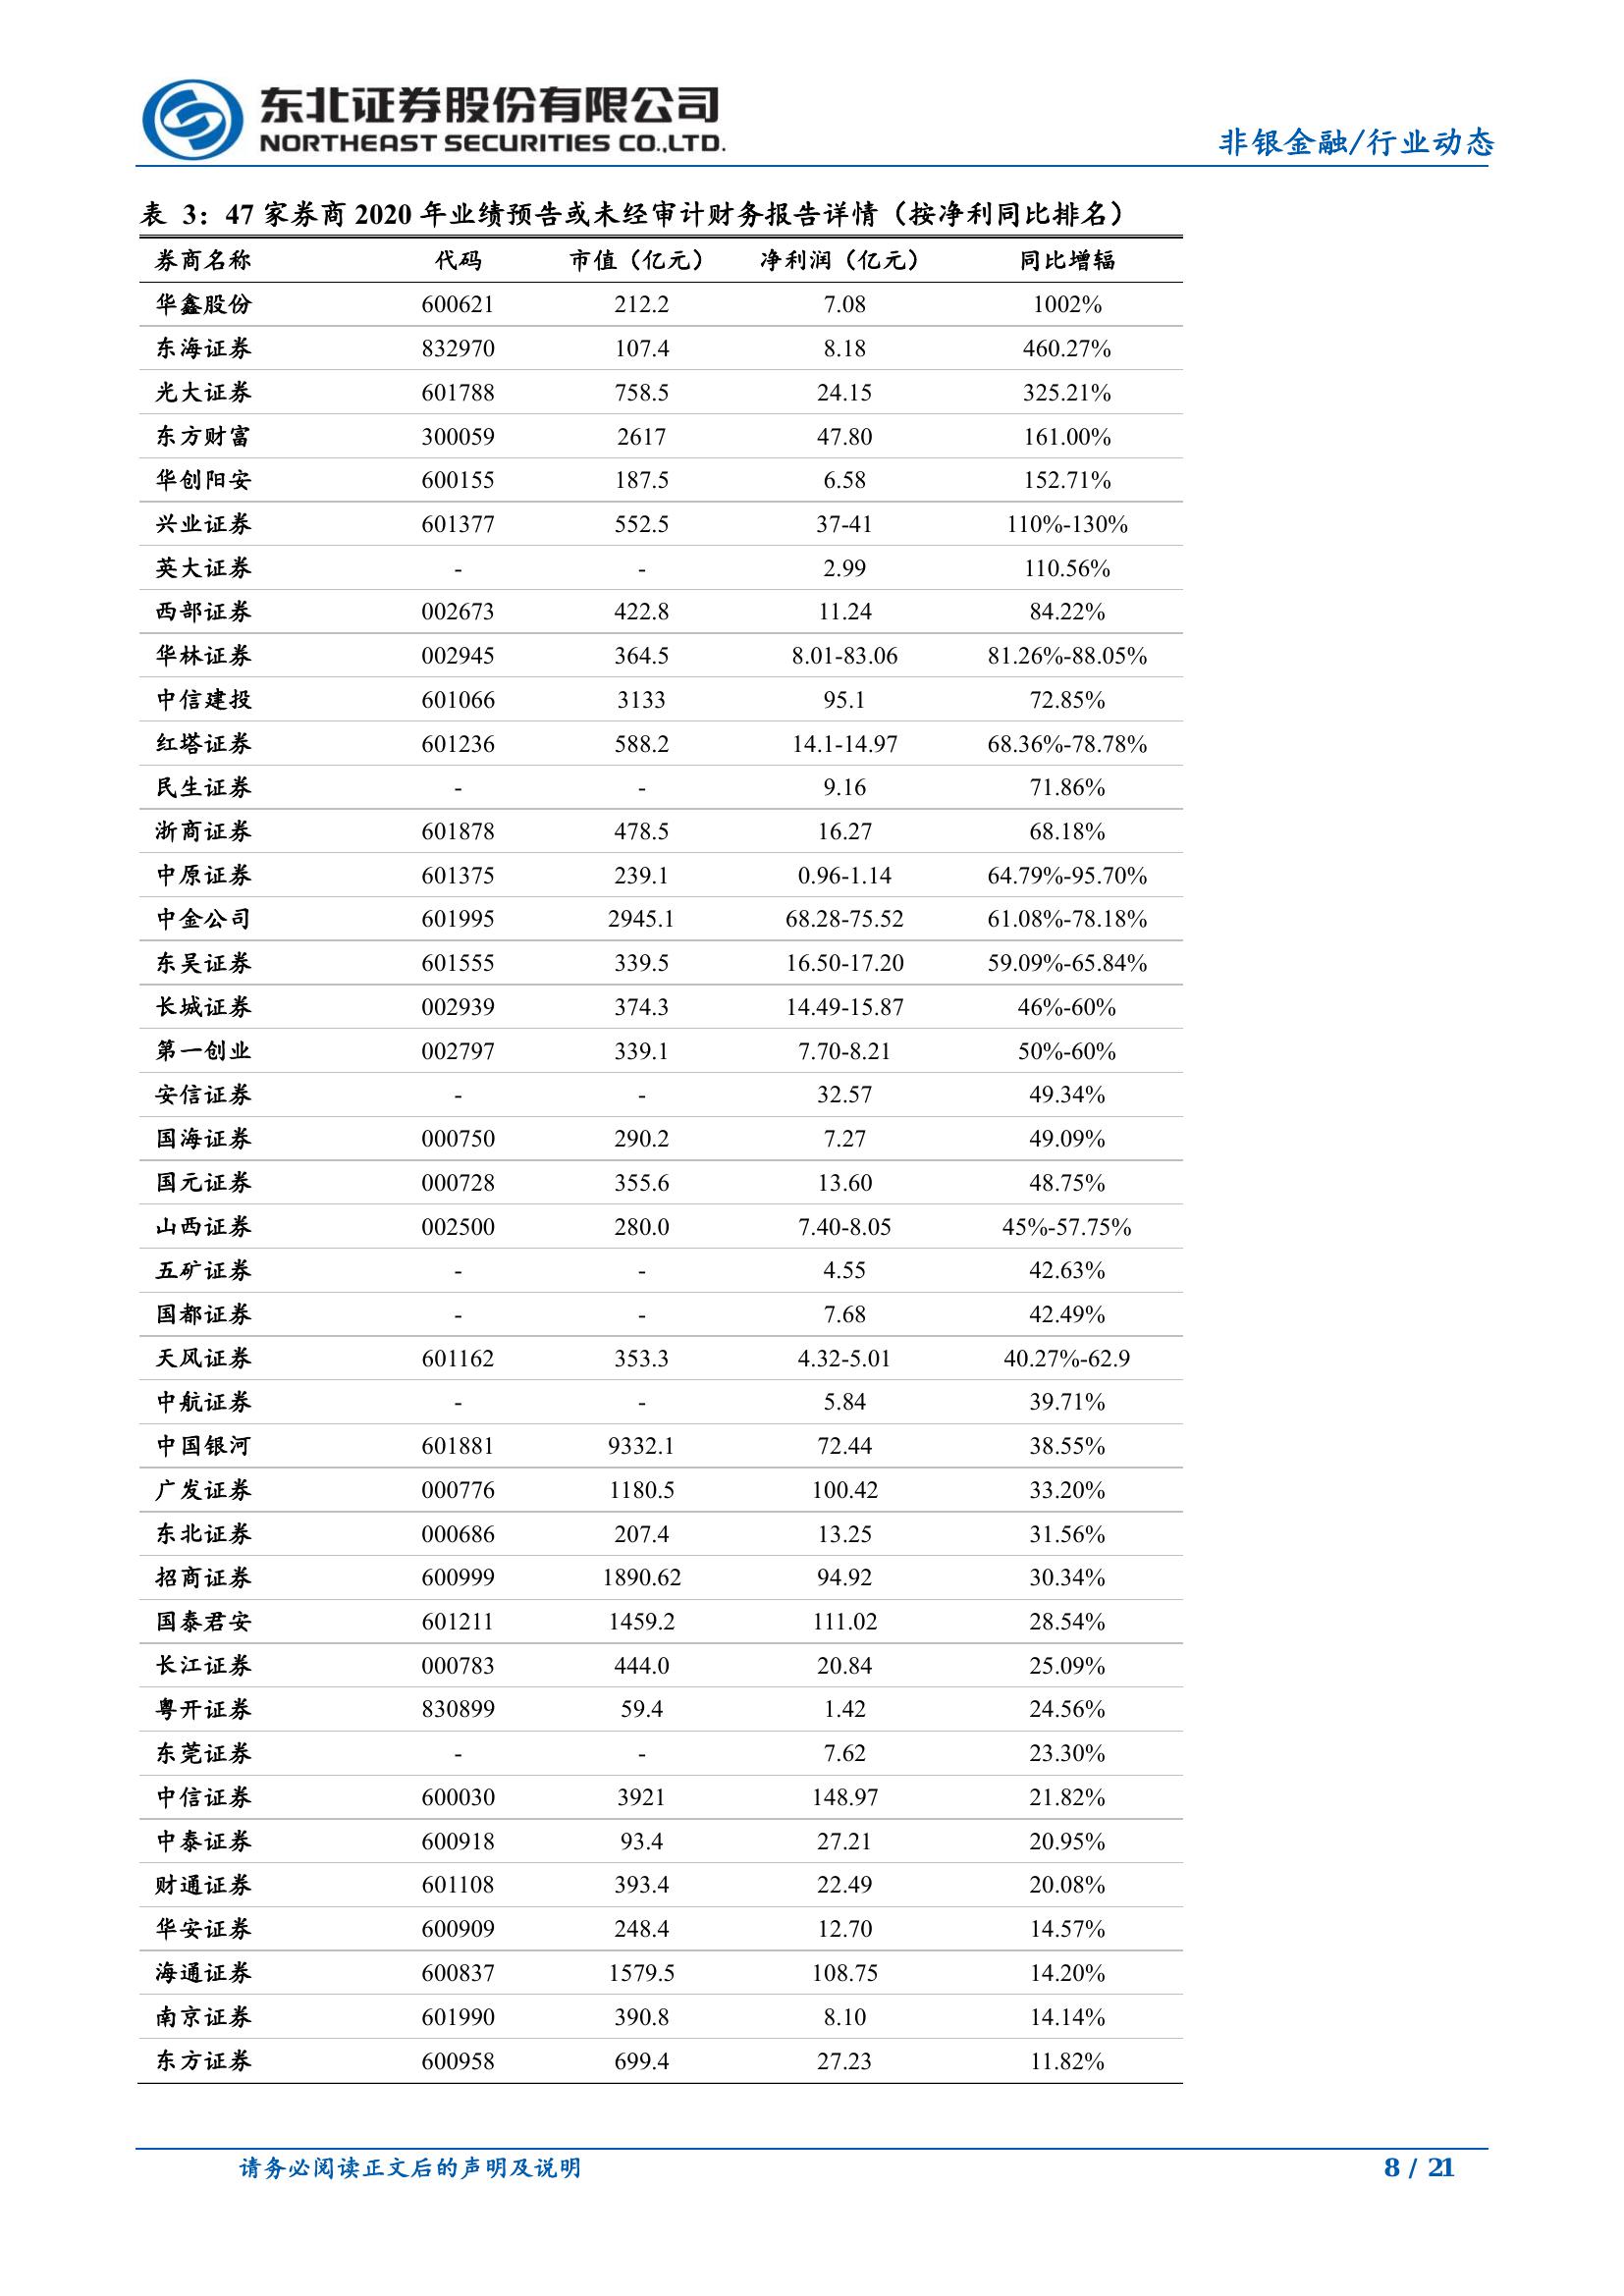 东北证券股份有限公司
NORTHEAST SECURITIES CO.,LTD.
非银金融/行业动态
表 3：47 家券商 2020 年业绩预告或未经审计财务报告详情（按净利同比排名）
券商名称 代码 市值（亿元） 净利润（亿元） 同比增辐
华鑫股份 600621 212.2 7.08 1002%
东海证券 832970 107.4 8.18 460.27%
光大证券 601788 758.5 24.15 325.21%
东方财富 300059 2617 47.80 161.00%
华创阳安 600155 187.5 6.58 152.71%
兴业证券 601377 552.5 37-41 110%-130%
英大证券 - - 2.99 110.56%
西部证券 002673 422.8 11.24 84.22%
华林证券 002945 364.5 8.01-83.06 81.26%-88.05%
中信建投 601066 3133 95.1 72.85%
红塔证券 601236 588.2 14.1-14.97 68.36%-78.78%
民生证券 - - 9.16 71.86%
浙商证券 601878 478.5 16.27 68.18%
中原证券 601375 239.1 0.96-1.14 64.79%-95.70%
中金公司 601995 2945.1 68.28-75.52 61.08%-78.18%
东吴证券 601555 339.5 16.50-17.20 59.09%-65.84%
长城证券 002939 374.3 14.49-15.87 46%-60%
第一创业 002797 339.1 7.70-8.21 50%-60%
安信证券 - - 32.57 49.34%
国海证券 000750 290.2 7.27 49.09%
国元证券 000728 355.6 13.60 48.75%
山西证券 002500 280.0 7.40-8.05 45%-57.75%
五矿证券 - - 4.55 42.63%
国都证券 - - 7.68 42.49%
天风证券 601162 353.3 4.32-5.01 40.27%-62.9
中航证券 - - 5.84 39.71%
中国银河 601881 9332.1 72.44 38.55%
广发证券 000776 1180.5 100.42 33.20%
东北证券 000686 207.4 13.25 31.56%
招商证券 600999 1890.62 94.92 30.34%
国泰君安 601211 1459.2 111.02 28.54%
长江证券 000783 444.0 20.84 25.09%
粤开证券 830899 59.4 1.42 24.56%
东莞证券 - - 7.62 23.30%
中信证券 600030 3921 148.97 21.82%
中泰证券 600918 93.4 27.21 20.95%
财通证券 601108 393.4 22.49 20.08%
华安证券 600909 248.4 12.70 14.57%
海通证券 600837 1579.5 108.75 14.20%
南京证券 601990 390.8 8.10 14.14%
东方证券 600958 699.4 27.23 11.82%
请务必阅读正文后的声明及说明
8 / 21